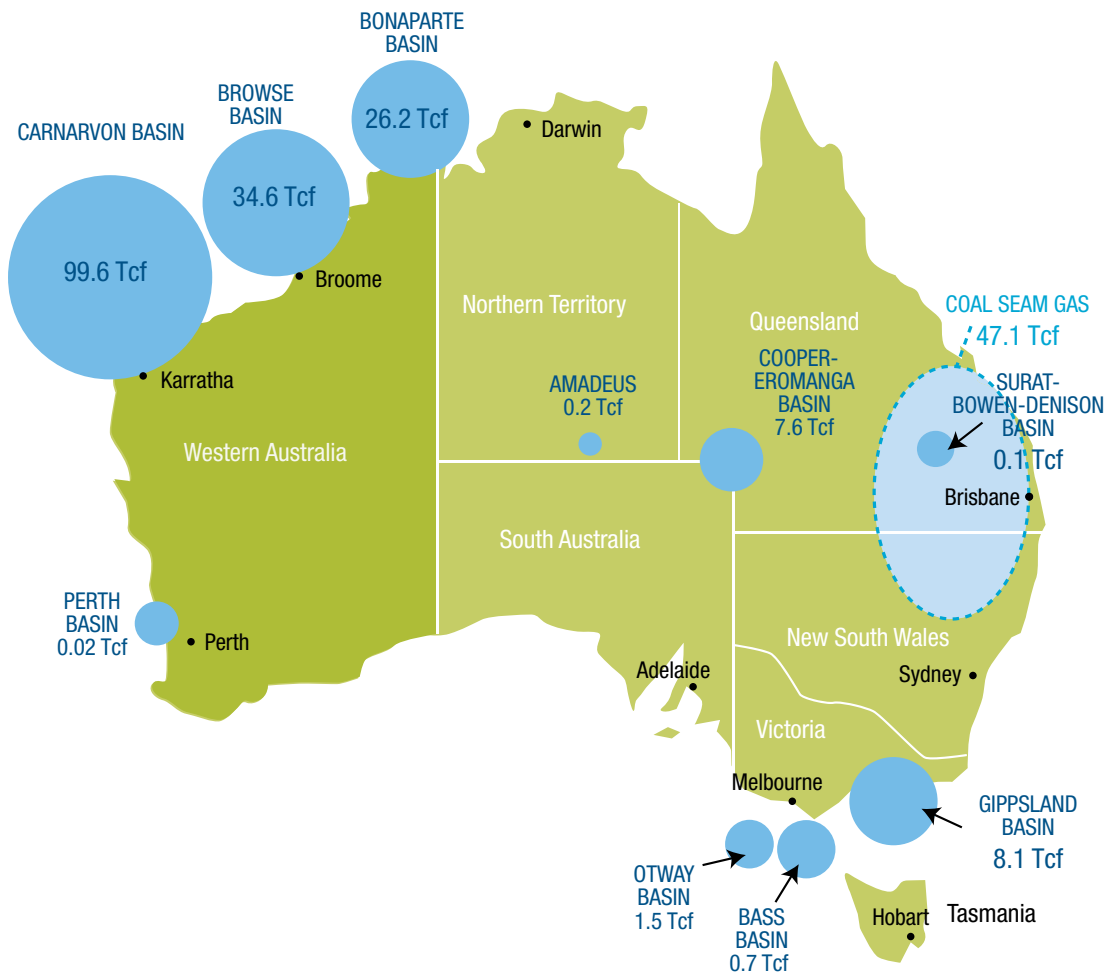 BONAPARTE
BASIN
26.2 Tcf
BROWSE
BASIN
34.6 Tcf
CARNARVON BASIN
99.6 Tcf
Darwin
Broome
Karratha
Northern Territory
Queensland
COAL SEAM GAS
47.1 Tcf
COOPER-
EROMANGA
BASIN
7.6 Tcf
SURAT-
BOWEN-DENISON
BASIN
0.1 Tcf
AMADEUS
0.2 Tcf
Western Australia
Brisbane
South Australia
PERTH
BASIN
0.02 Tcf
Perth
New South Wales
Adelaide
Sydney
Victoria
Melbourne
GIPPSLAND
BASIN
8.1 Tcf
OTWAY
BASIN
1.5 Tcf
BASS
BASIN
0.7 Tcf
Hobart
Tasmania